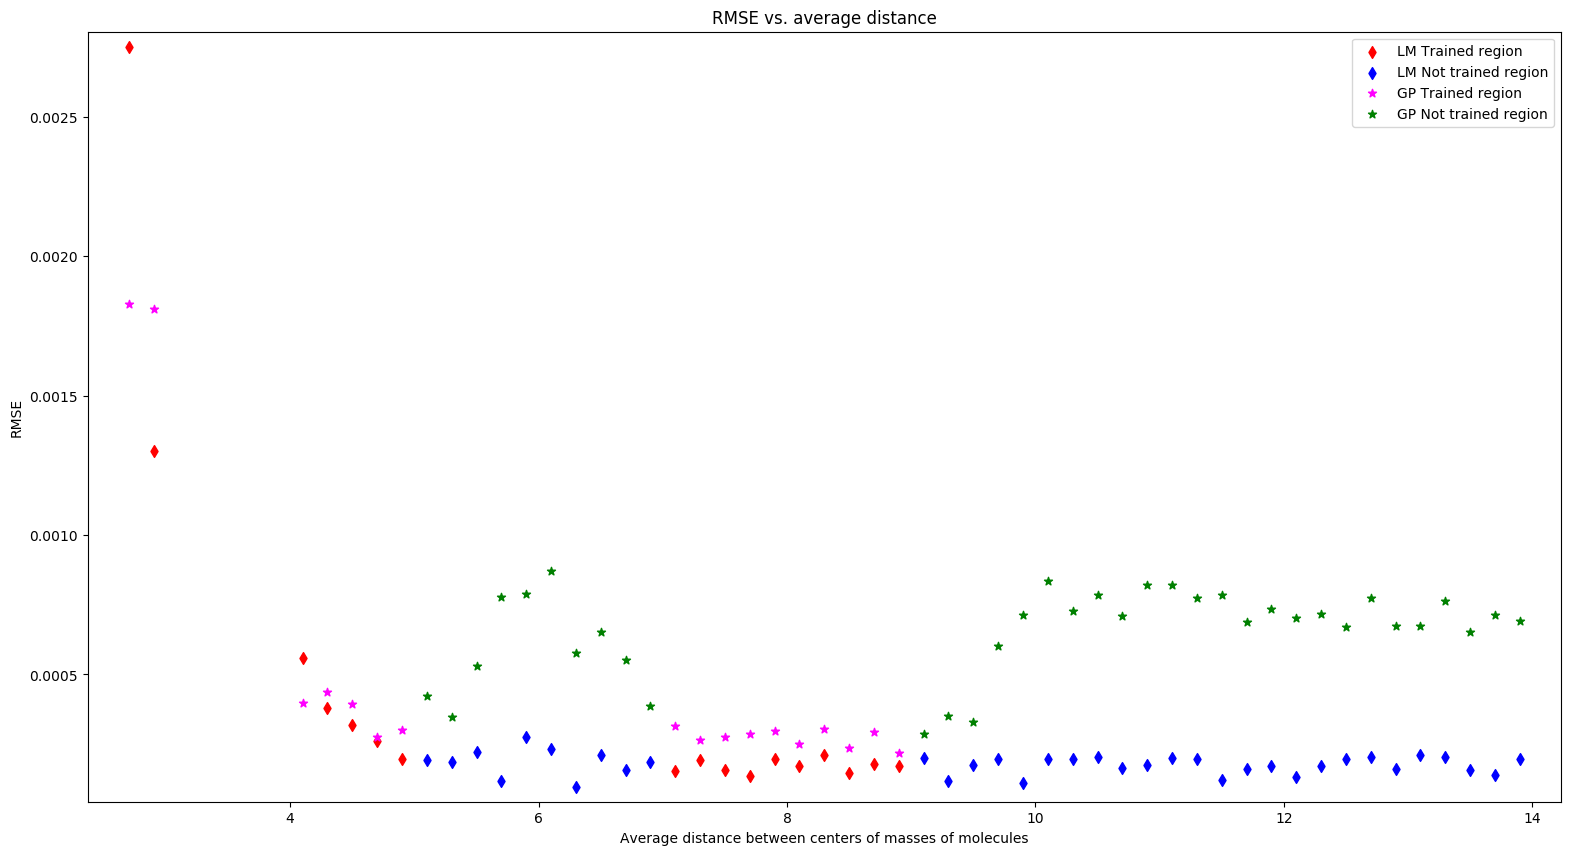 RMSE vs. average distance
LM Trained region
LM Not trained region
GP Trained region
GP Not trained region
RMSE
0.0025
0.0020
0.0015
0.0010
0.0005
4
6
8
10
12
14
Average distance between centers of masses of molecules